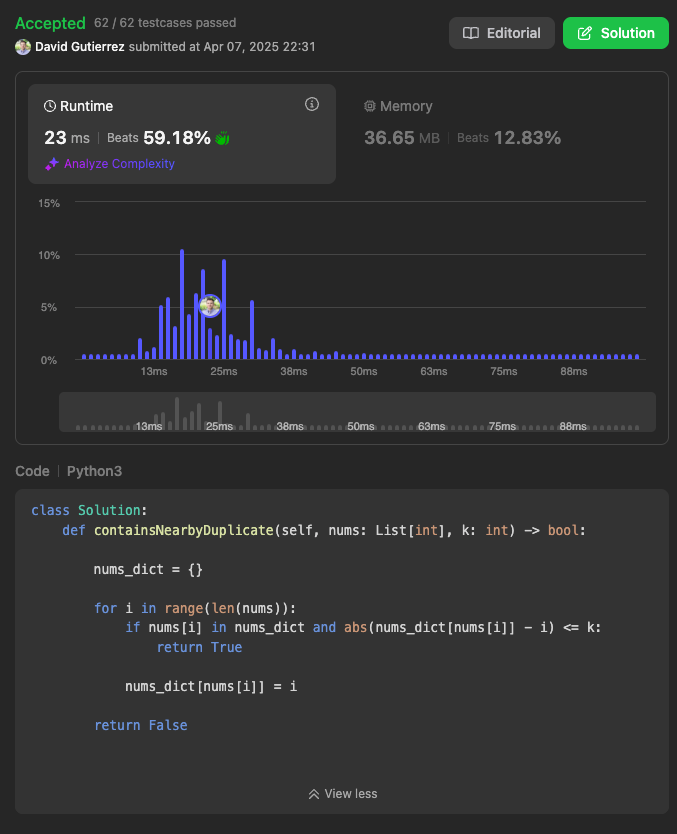 Accepted 62 / 62 testcases passed
David Gutierrez submitted at Apr 07, 2025 22:31
Editorial
Solution
Runtime
23 ms | Beats 59.18%
Analyze Complexity
Memory
36.65 MB | Beats 12.83%
15%
10%
5%
0%
13ms 25ms 38ms 50ms 63ms 75ms 88ms
13ms 25ms 38ms 50ms 63ms 75ms 88ms
Code | Python3
class Solution:
    def containsNearbyDuplicate(self, nums: List[int], k: int) -> bool:
        nums_dict = {}
        for i in range(len(nums)):
            if nums[i] in nums_dict and abs(nums_dict[nums[i]] - i) <= k:
                return True
            nums_dict[nums[i]] = i
        return False
View less